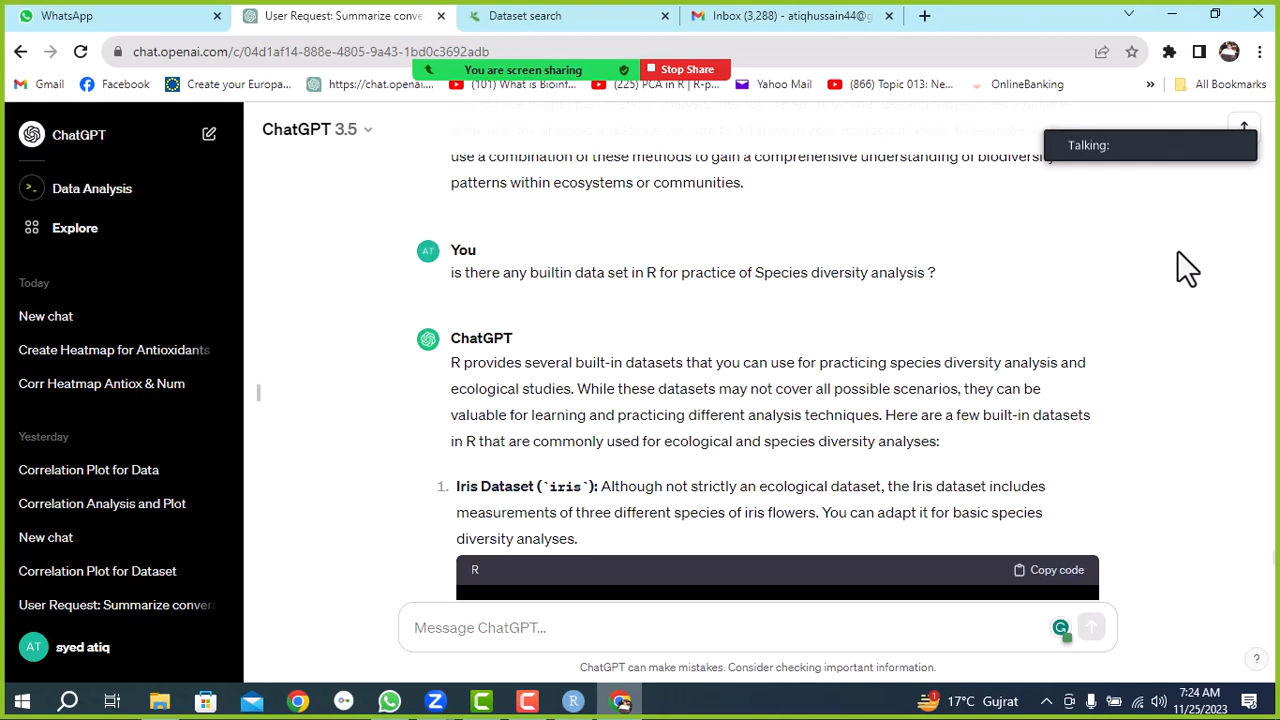 WhatsApp
User Request: Summarize conve
Dataset search
Inbox (3,288) - atiqhussain44@g
chat.openai.com/c/04d1af14-888e-4805-9a43-1bd0c3692adb
You are screen sharing
Stop Share
Gmail
Facebook
Create your Europa...
https://chat.openai....
(101) What is Bioinf...
(225) PCA in R | R-p...
Yahoo Mail
(866) Topic 013: Ne...
OnlineBanking
All Bookmarks
ChatGPT
ChatGPT 3.5
Talking:
use a combination of these methods to gain a comprehensive understanding of biodiversity
patterns within ecosystems or communities.
Data Analysis
Explore
Today
New chat
Create Heatmap for Antioxidants
Corr Heatmap Antiox & Num
Yesterday
Correlation Plot for Data
Correlation Analysis and Plot
New chat
Correlation Plot for Dataset
User Request: Summarize conver
AT
syed atiq
AT
You
is there any builtin data set in R for practice of Species diversity analysis ?
ChatGPT
R provides several built-in datasets that you can use for practicing species diversity analysis and
ecological studies. While these datasets may not cover all possible scenarios, they can be
valuable for learning and practicing different analysis techniques. Here are a few built-in datasets
in R that are commonly used for ecological and species diversity analyses:
1. Iris Dataset (`iris`): Although not strictly an ecological dataset, the Iris dataset includes
measurements of three different species of iris flowers. You can adapt it for basic species
diversity analyses.
R
Copy code
Message ChatGPT...
ChatGPT can make mistakes. Consider checking important information.
?
17°C Gujrat
7:24 AM
11/25/2023